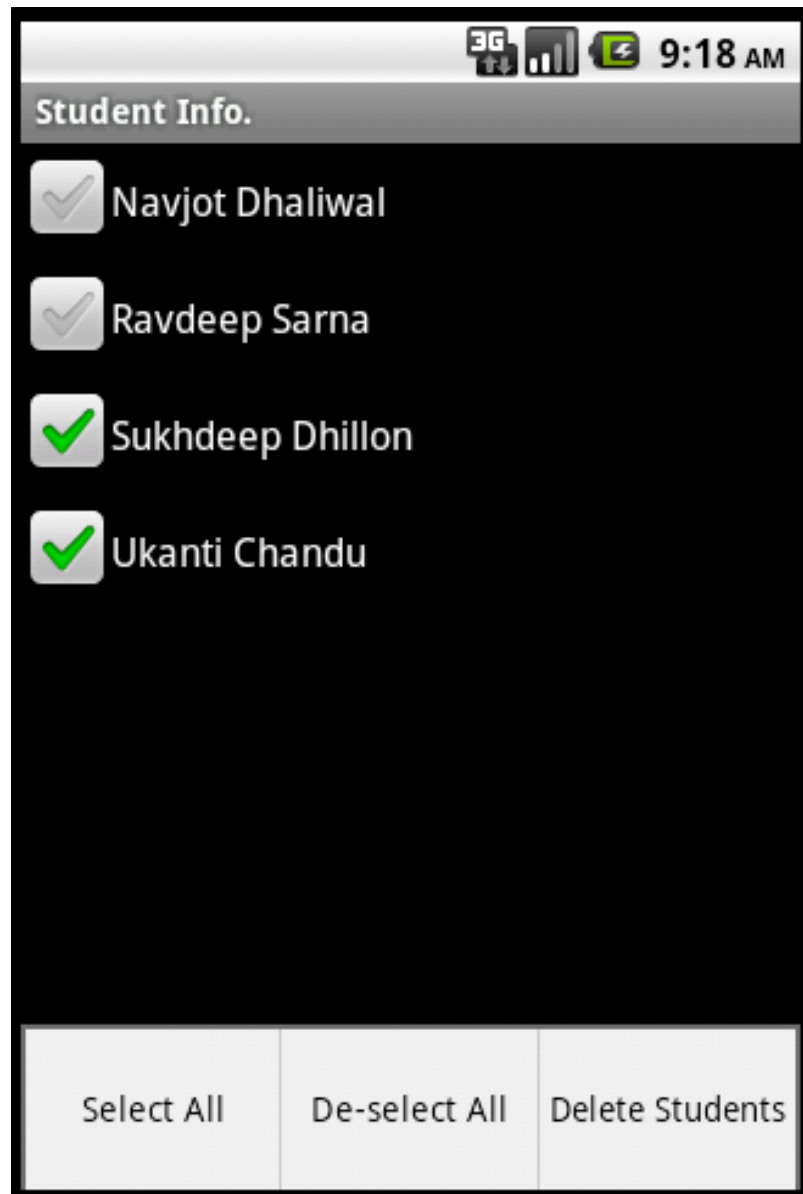 3G 9:18 AM
Student Info.
Navjot Dhaliwal
Ravdeep Sarna
Sukhdeep Dhillon
Ukanti Chandu
Select All De-select All Delete Students